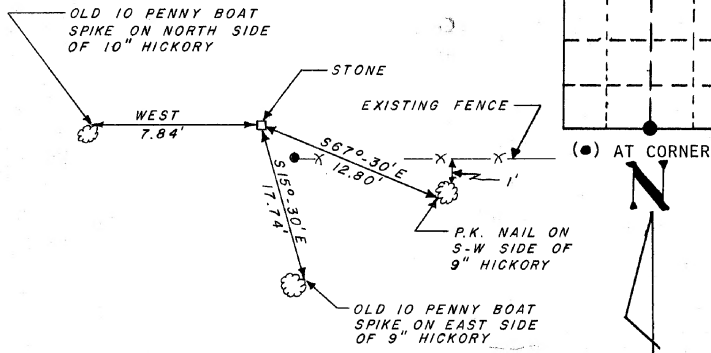 OLD 10 PENNY BOAT
SPIKE ON NORTH SIDE
OF 10" HICKORY
STONE
EXISTING FENCE
WEST
7.84'
S67°-30'E
12.80'
1'
S15°-30'E
17.74'
P.K. NAIL ON
S-W SIDE OF
9" HICKORY
OLD 10 PENNY BOAT
SPIKE ON EAST SIDE
OF 9" HICKORY
(●) AT CORNER
N